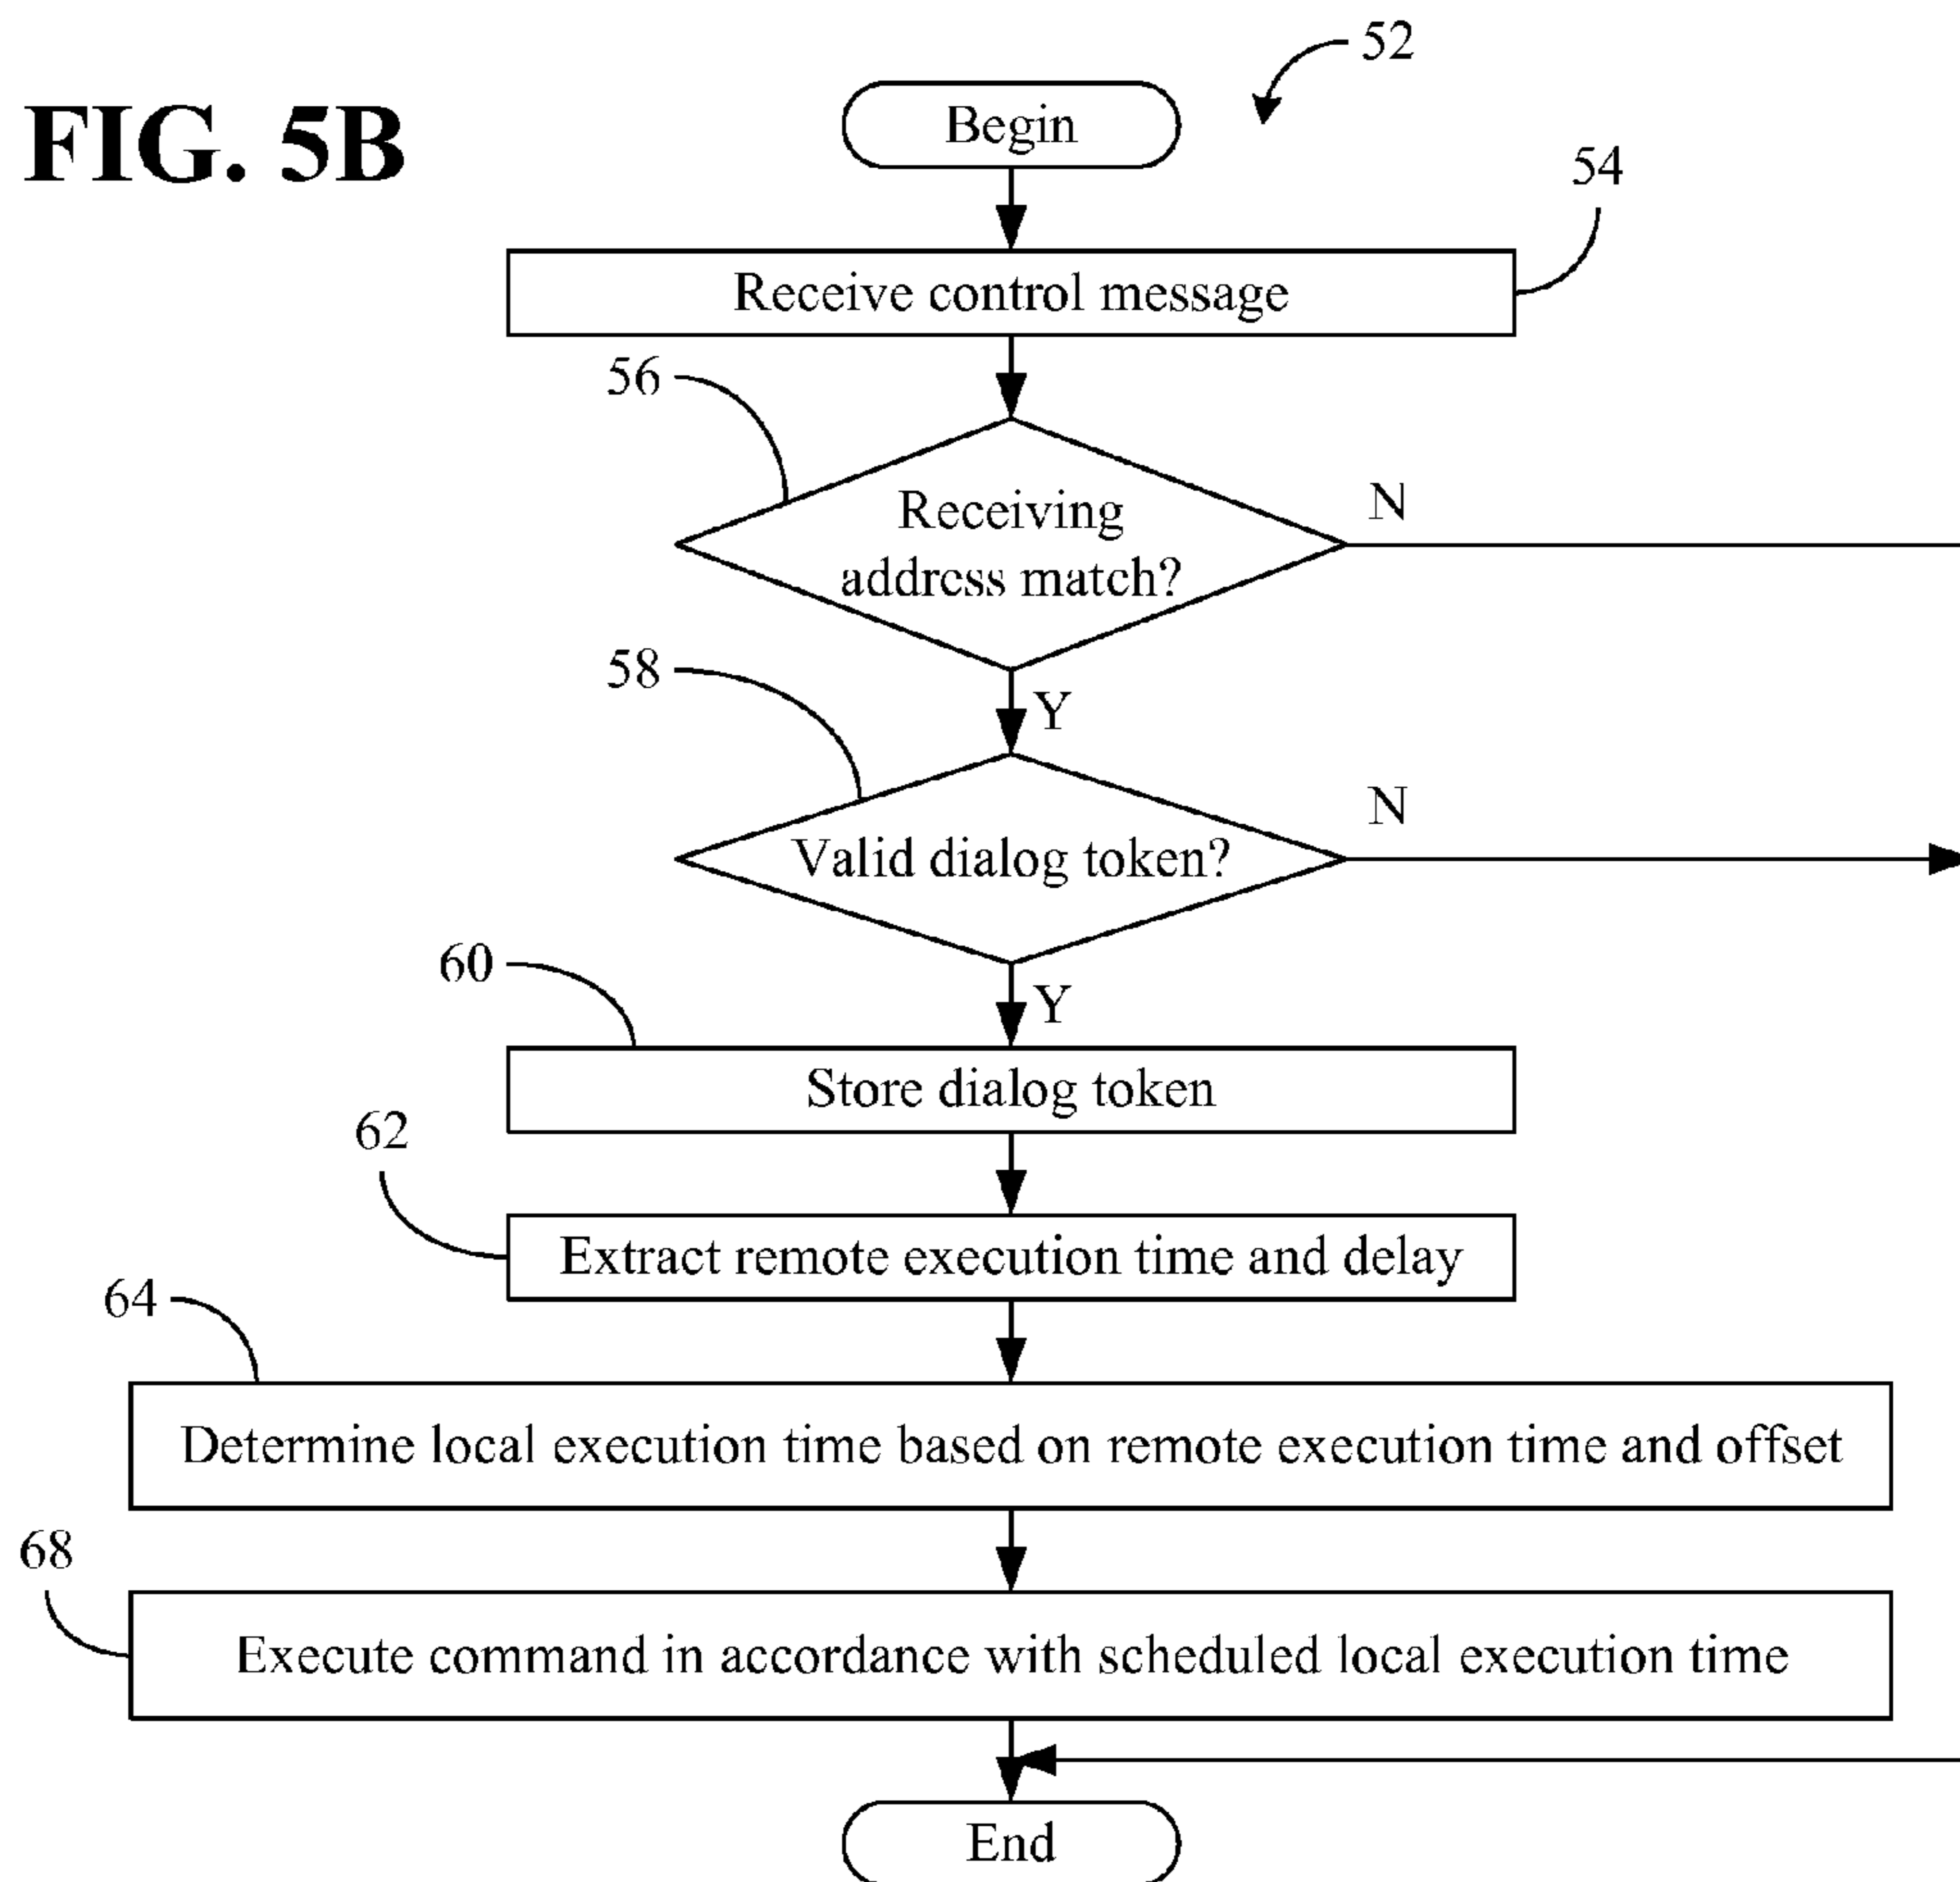 FIG. 5B
52
Begin
54
Receive control message
56
Receiving
address match?
N
58
Y
Valid dialog token?
N
60
Y
Store dialog token
62
Extract remote execution time and delay
64
Determine local execution time based on remote execution time and offset
68
Execute command in accordance with scheduled local execution time
End